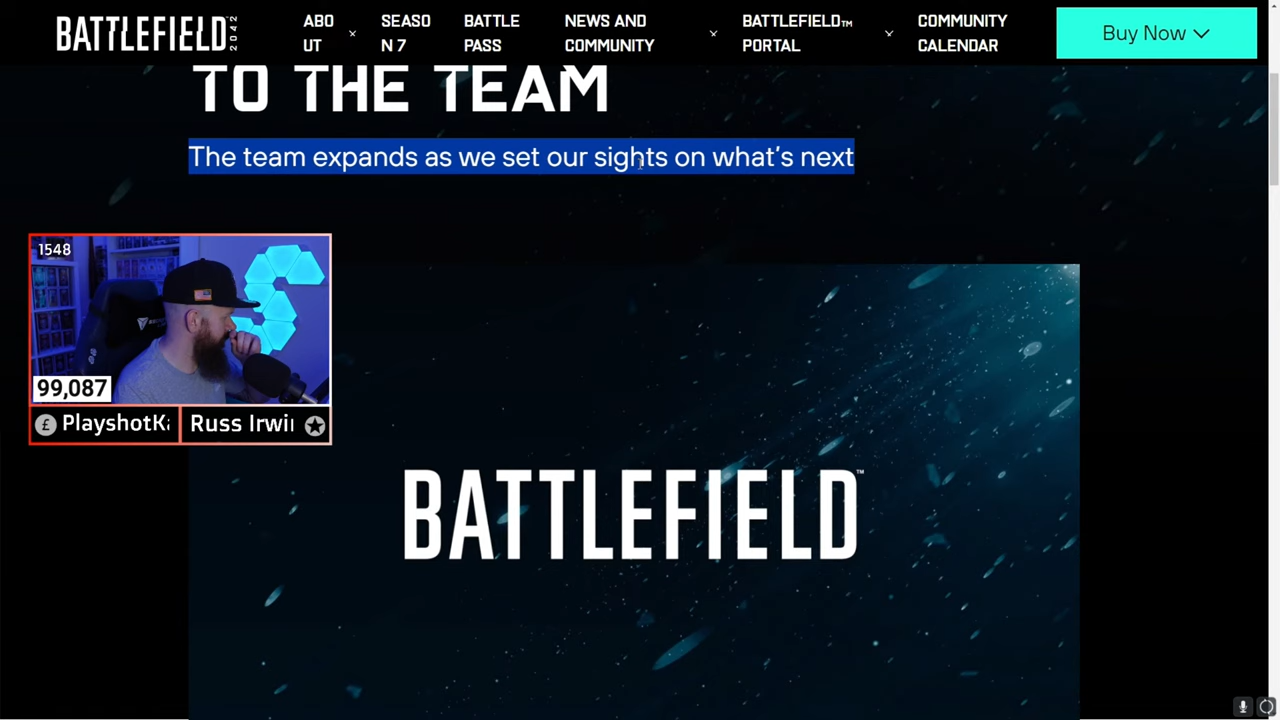 BATTLEFIELD 2042
ABO
UT
SEASO
N 7
BATTLE
PASS
NEWS AND
COMMUNITY
BATTLEFIELD™
PORTAL
COMMUNITY
CALENDAR
Buy Now
TO THE TEAM
The team expands as we set our sights on what's next
1548
99,087
£ PlayshotK
Russ Irwi
BATTLEFIELD™